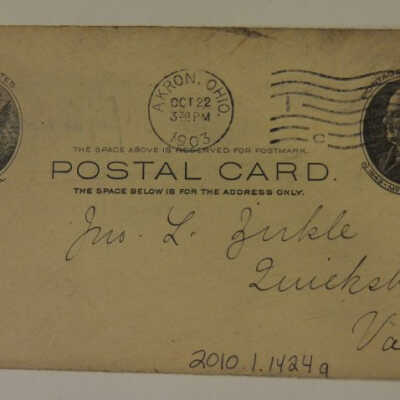 AKRON, OHIO.
OCT 22
3 30 PM
1903
THE SPACE ABOVE IS RESERVED FOR POSTMARK.
POSTAL CARD.
THE SPACE BELOW IS FOR THE ADDRESS ONLY.
Jno. L. Zirkle
Quicksb
Va
2010.1.1424a